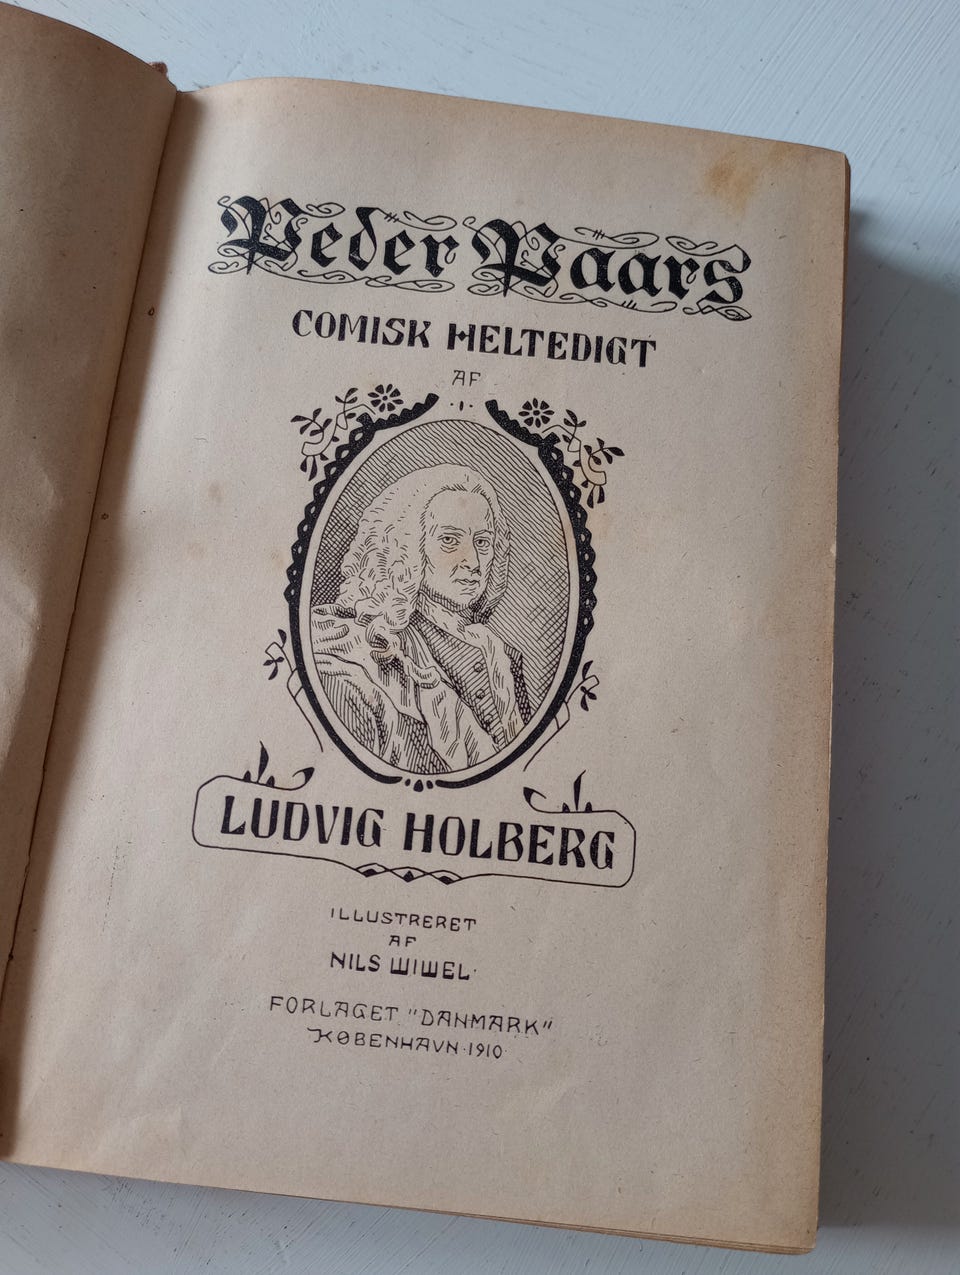 Peder Paars
COMISK HELTEDIGT
AF
LUDVIG HOLBERG
ILLUSTRERET
AF
NILS WIWEL
FORLAGET "DANMARK"
KØBENHAVN · 1910